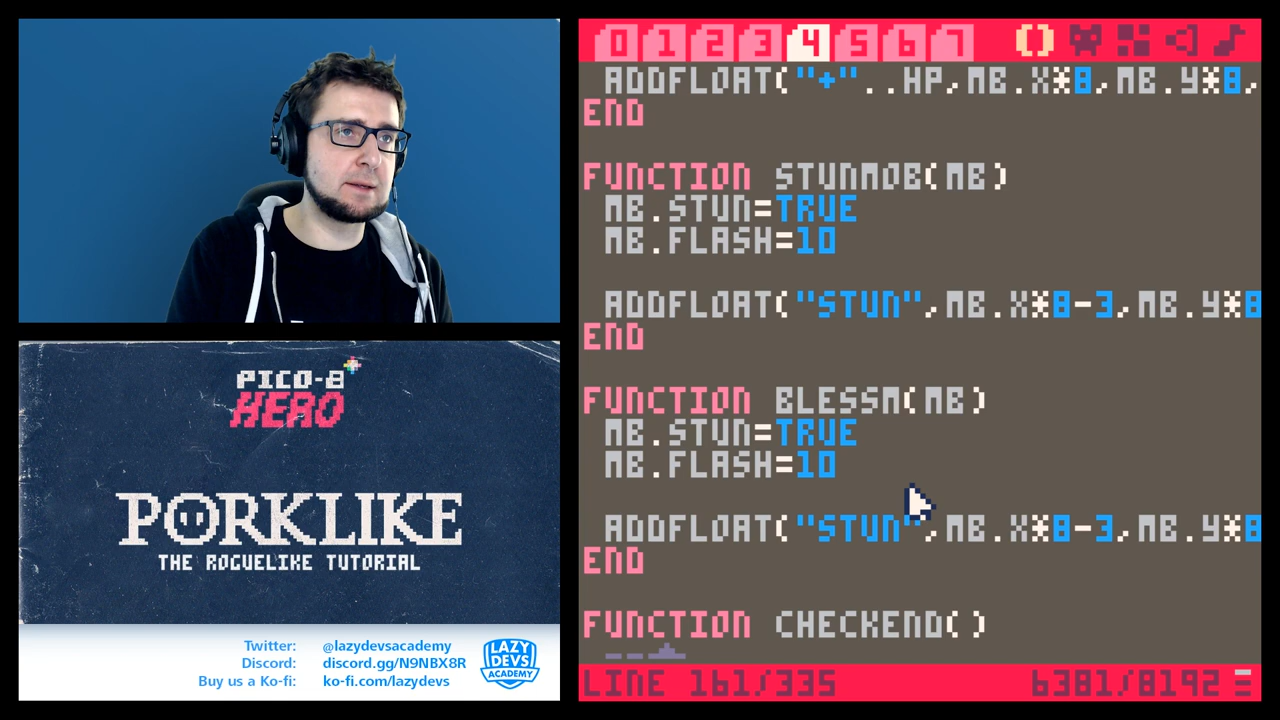 PICO-8
HERO
PORKLIKE
THE ROGUELIKE TUTORIAL
Twitter: @lazydevsacademy
Discord: discord.gg/N9NBX8R
Buy us a Ko-fi: ko-fi.com/lazydevs
LAZY
DEVS
ACADEMY
0 1 2 3 4 5 6 7
ADDFLOAT("+"..HP,MB.X*8,MB.Y*8,
END
FUNCTION STUNMOB(MB)
MB.STUN=TRUE
MB.FLASH=10
ADDFLOAT("STUN",MB.X*8-3,MB.Y*8
END
FUNCTION BLESSM(MB)
MB.STUN=TRUE
MB.FLASH=10
ADDFLOAT("STUN",MB.X*8-3,MB.Y*8
END
FUNCTION CHECKEND()
LINE 161/335 6381/8192